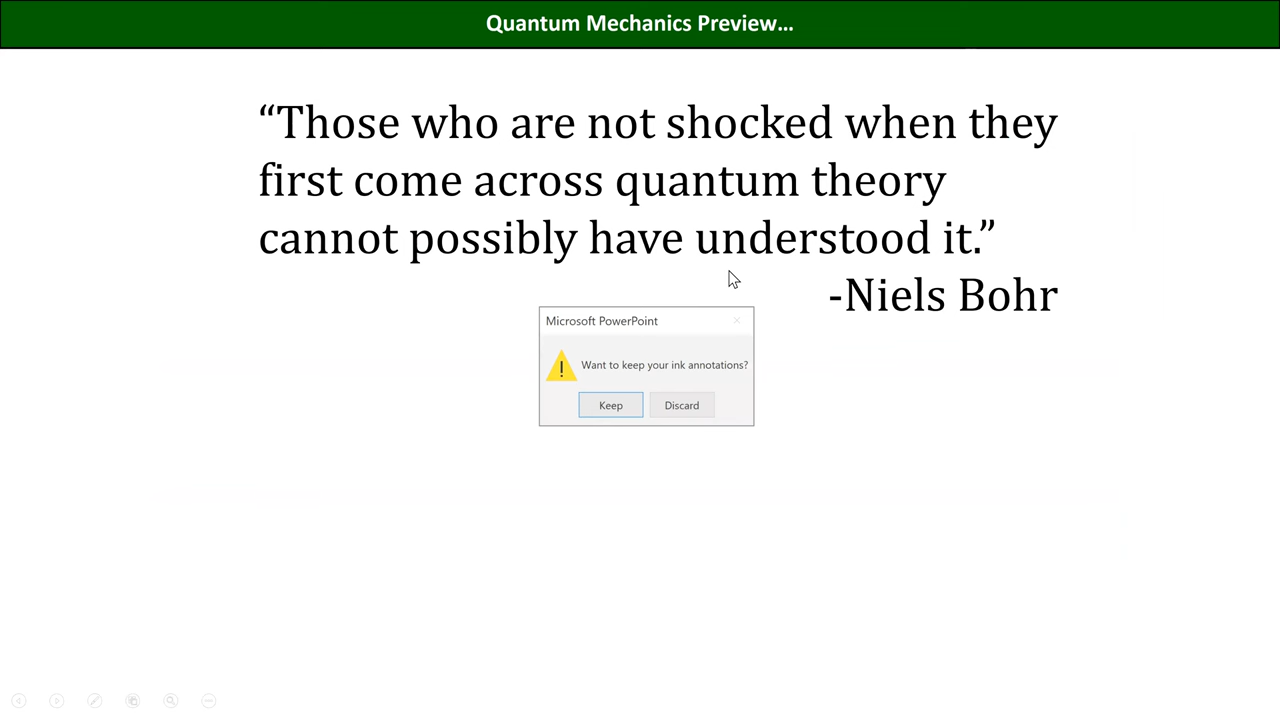 Quantum Mechanics Preview…
“Those who are not shocked when they
first come across quantum theory
cannot possibly have understood it.”
-Niels Bohr
Microsoft PowerPoint
Want to keep your ink annotations?
Keep Discard